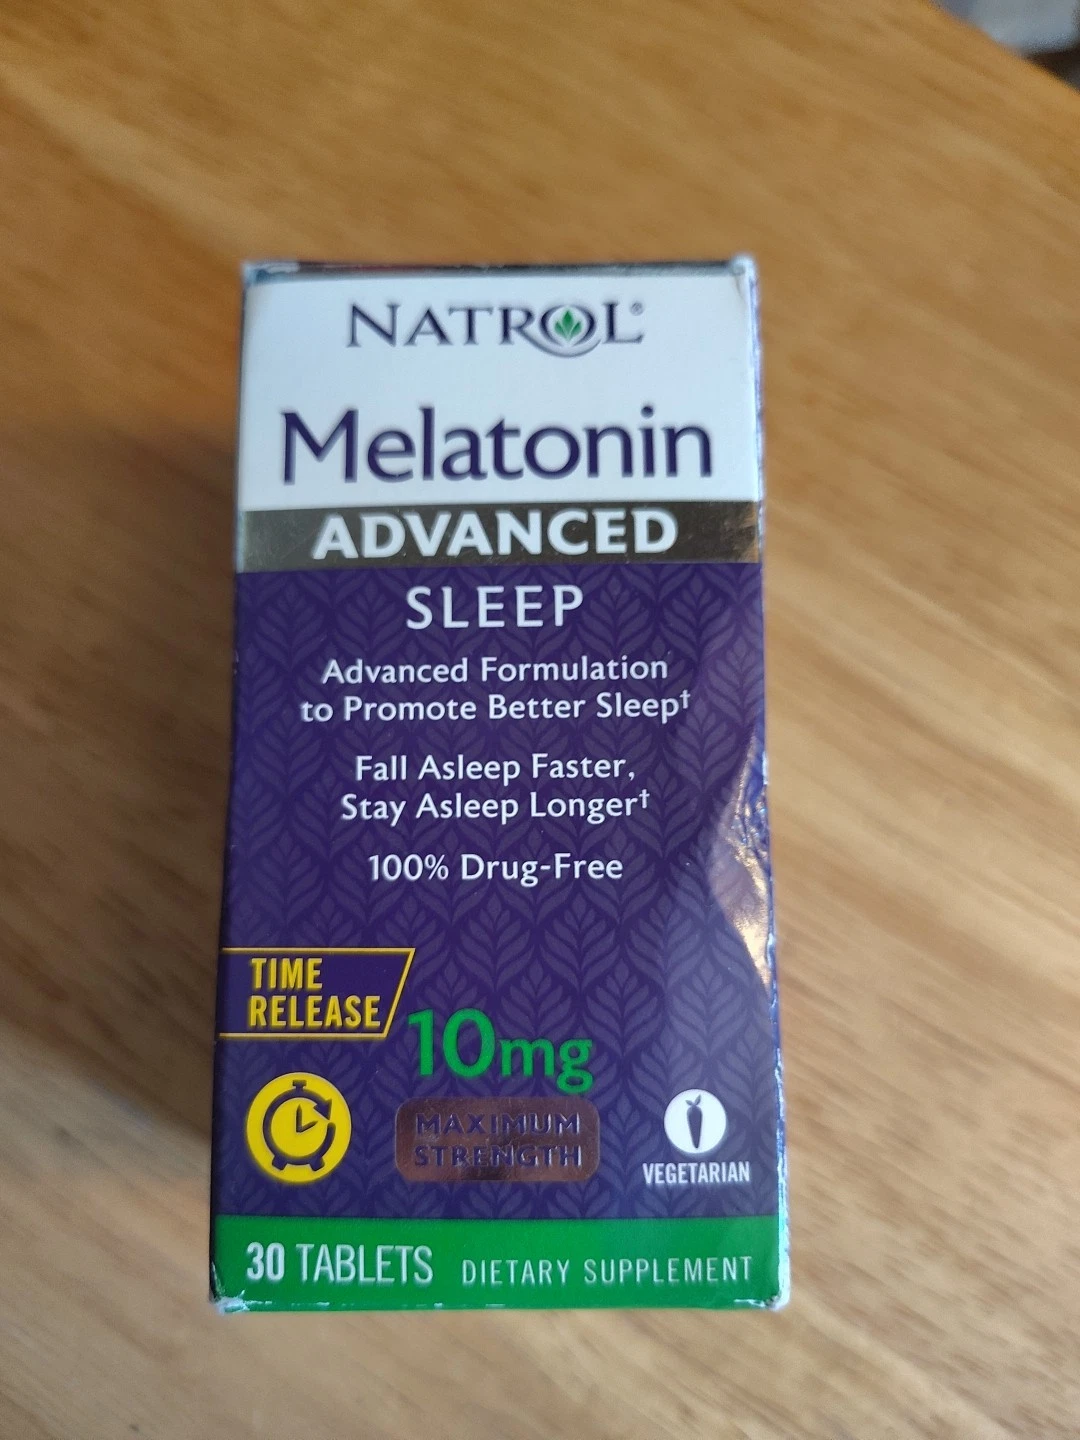 NATROL®
Melatonin
ADVANCED
SLEEP
Advanced Formulation
to Promote Better Sleep†
Fall Asleep Faster,
Stay Asleep Longer†
100% Drug-Free
TIME
RELEASE
10mg
MAXIMUM
STRENGTH
VEGETARIAN
30 TABLETS DIETARY SUPPLEMENT